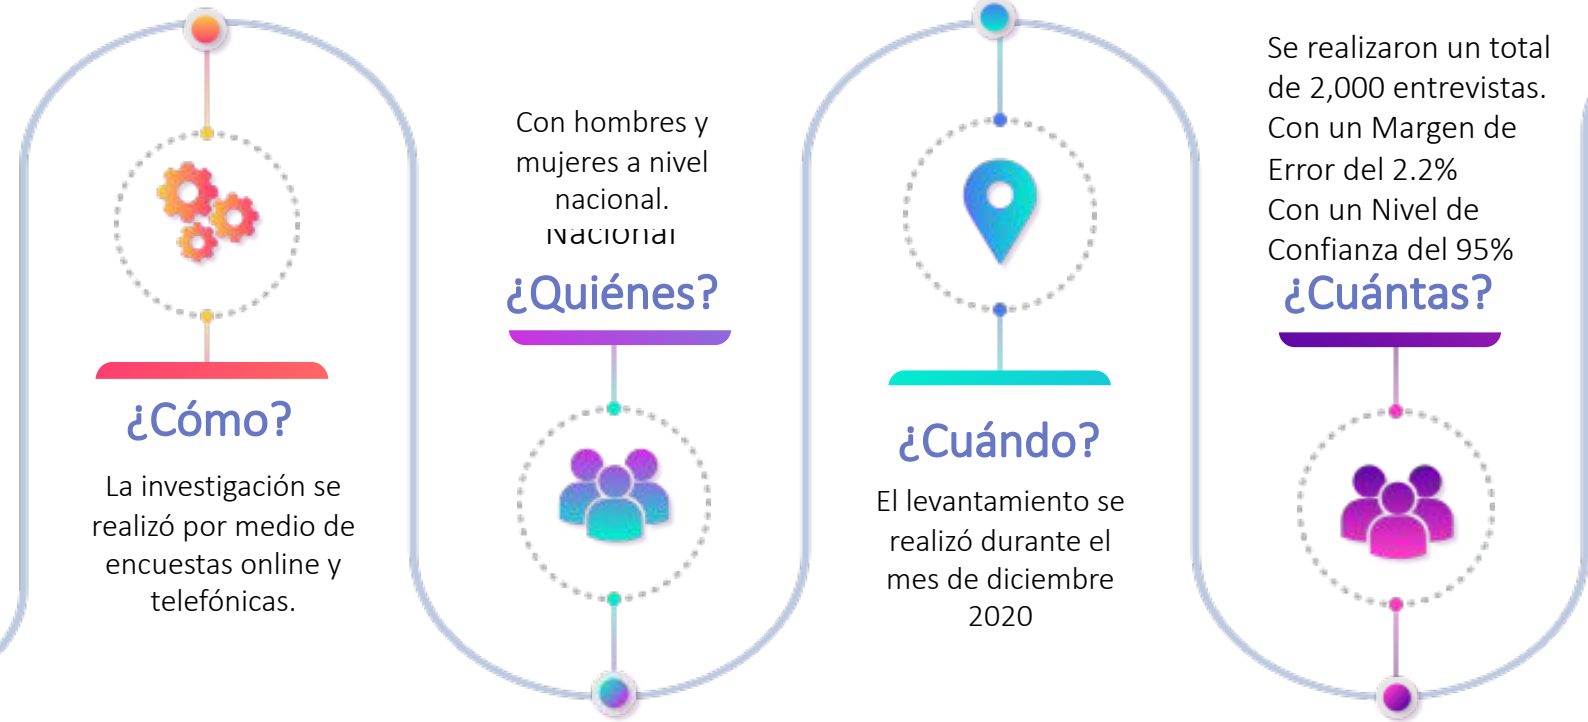 ¿Cómo?
La investigación se
realizó por medio de
encuestas online y
telefónicas.
Con hombres y
mujeres a nivel
nacional.
Nacional
¿Quiénes?
¿Cuándo?
El levantamiento se
realizó durante el
mes de diciembre
2020
Se realizaron un total
de 2,000 entrevistas.
Con un Margen de
Error del 2.2%
Con un Nivel de
Confianza del 95%
¿Cuántas?